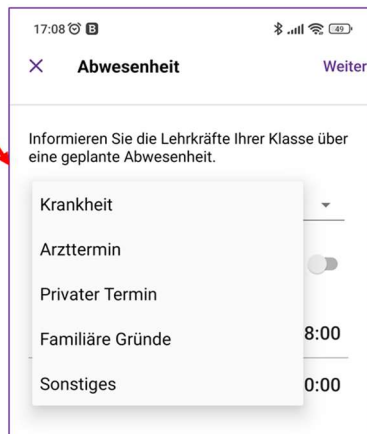 17:08
49
Abwesenheit
Weiter
Informieren Sie die Lehrkräfte Ihrer Klasse über
eine geplante Abwesenheit.
Krankheit
Arzttermin
Privater Termin
Familiäre Gründe
8:00
Sonstiges
0:00